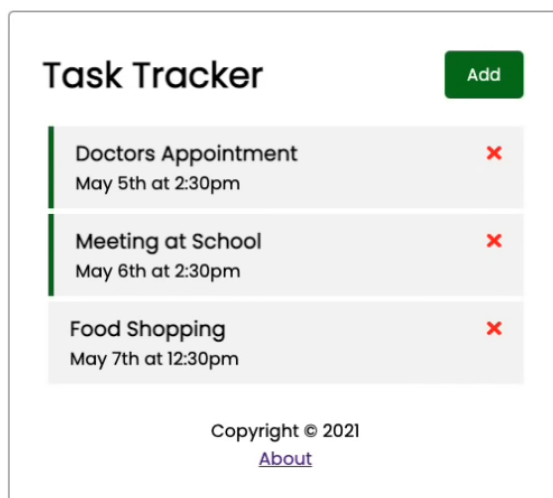 Task Tracker
Add
Doctors Appointment
May 5th at 2:30pm
Meeting at School
May 6th at 2:30pm
Food Shopping
May 7th at 12:30pm
Copyright © 2021
About